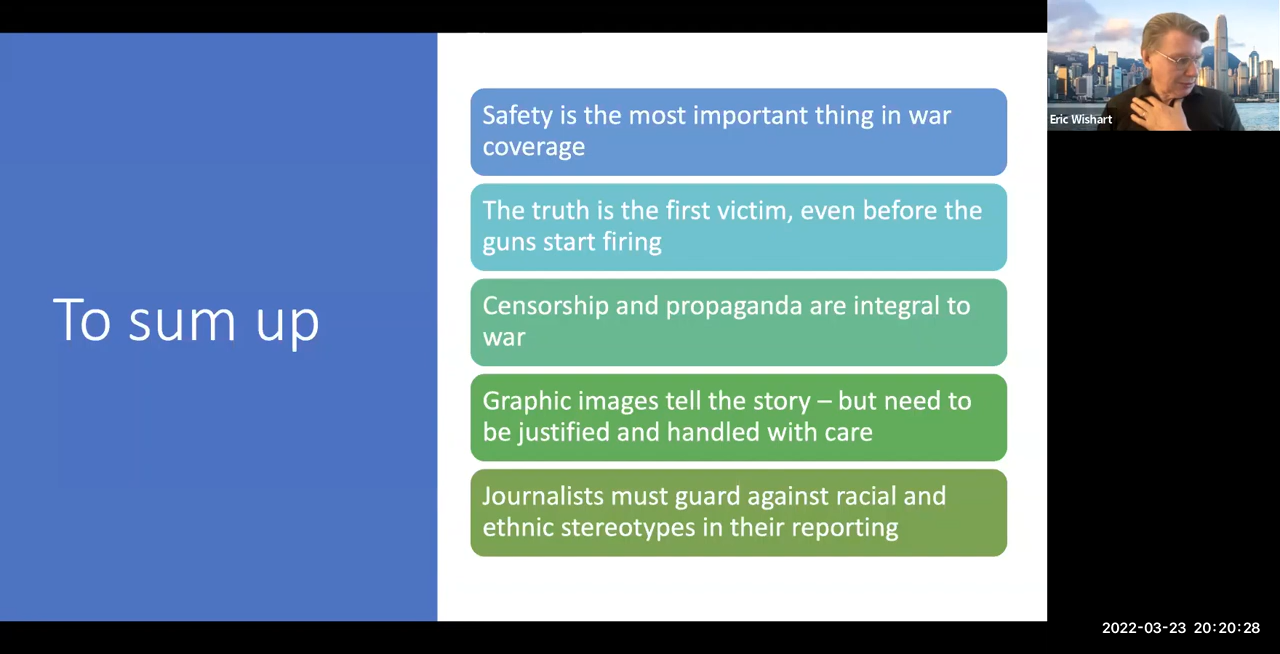 To sum up
Safety is the most important thing in war
coverage
The truth is the first victim, even before the
guns start firing
Censorship and propaganda are integral to
war
Graphic images tell the story – but need to
be justified and handled with care
Journalists must guard against racial and
ethnic stereotypes in their reporting
Eric Wishart
2022-03-23 20:20:28